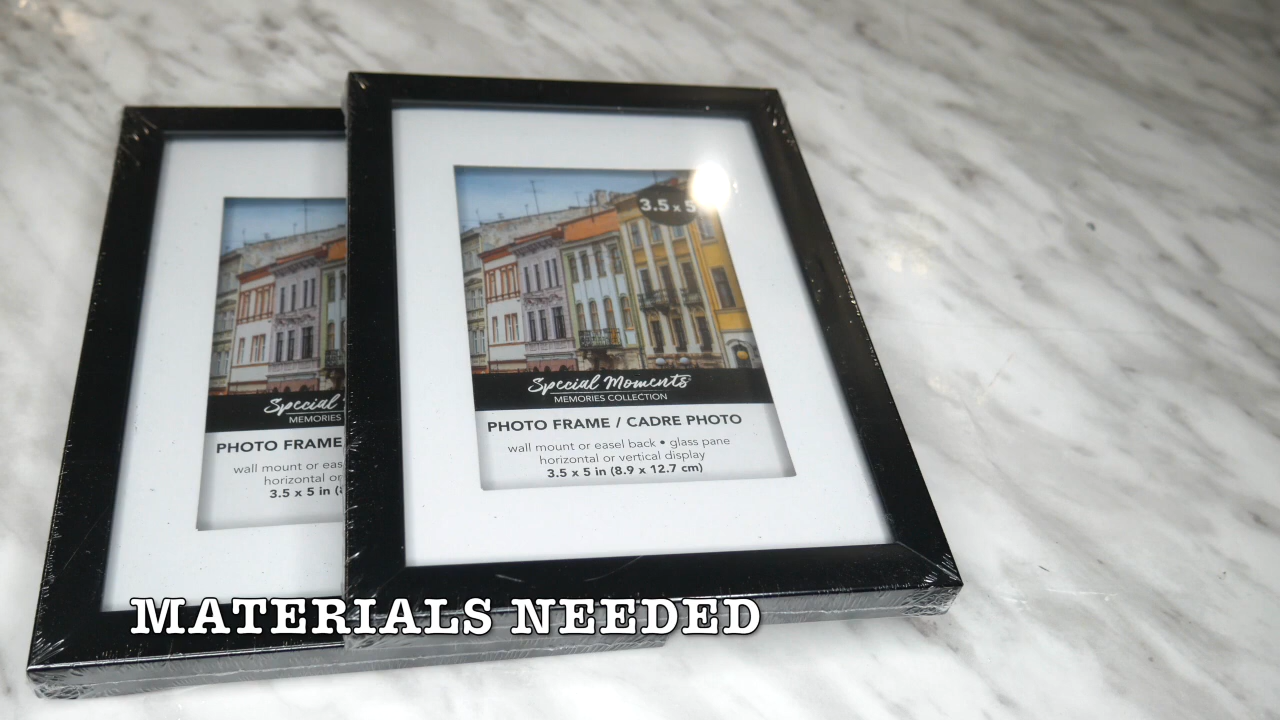 3.5 x 5
Special Moments
MEMORIES COLLECTION
PHOTO FRAME / CADRE PHOTO
wall mount or easel back • glass pane
horizontal or vertical display
3.5 x 5 in (8.9 x 12.7 cm)
Special
MEMORIES
PHOTO FRAME
wall mount or eas
horizontal or
3.5 x 5 in (8
MATERIALS NEEDED